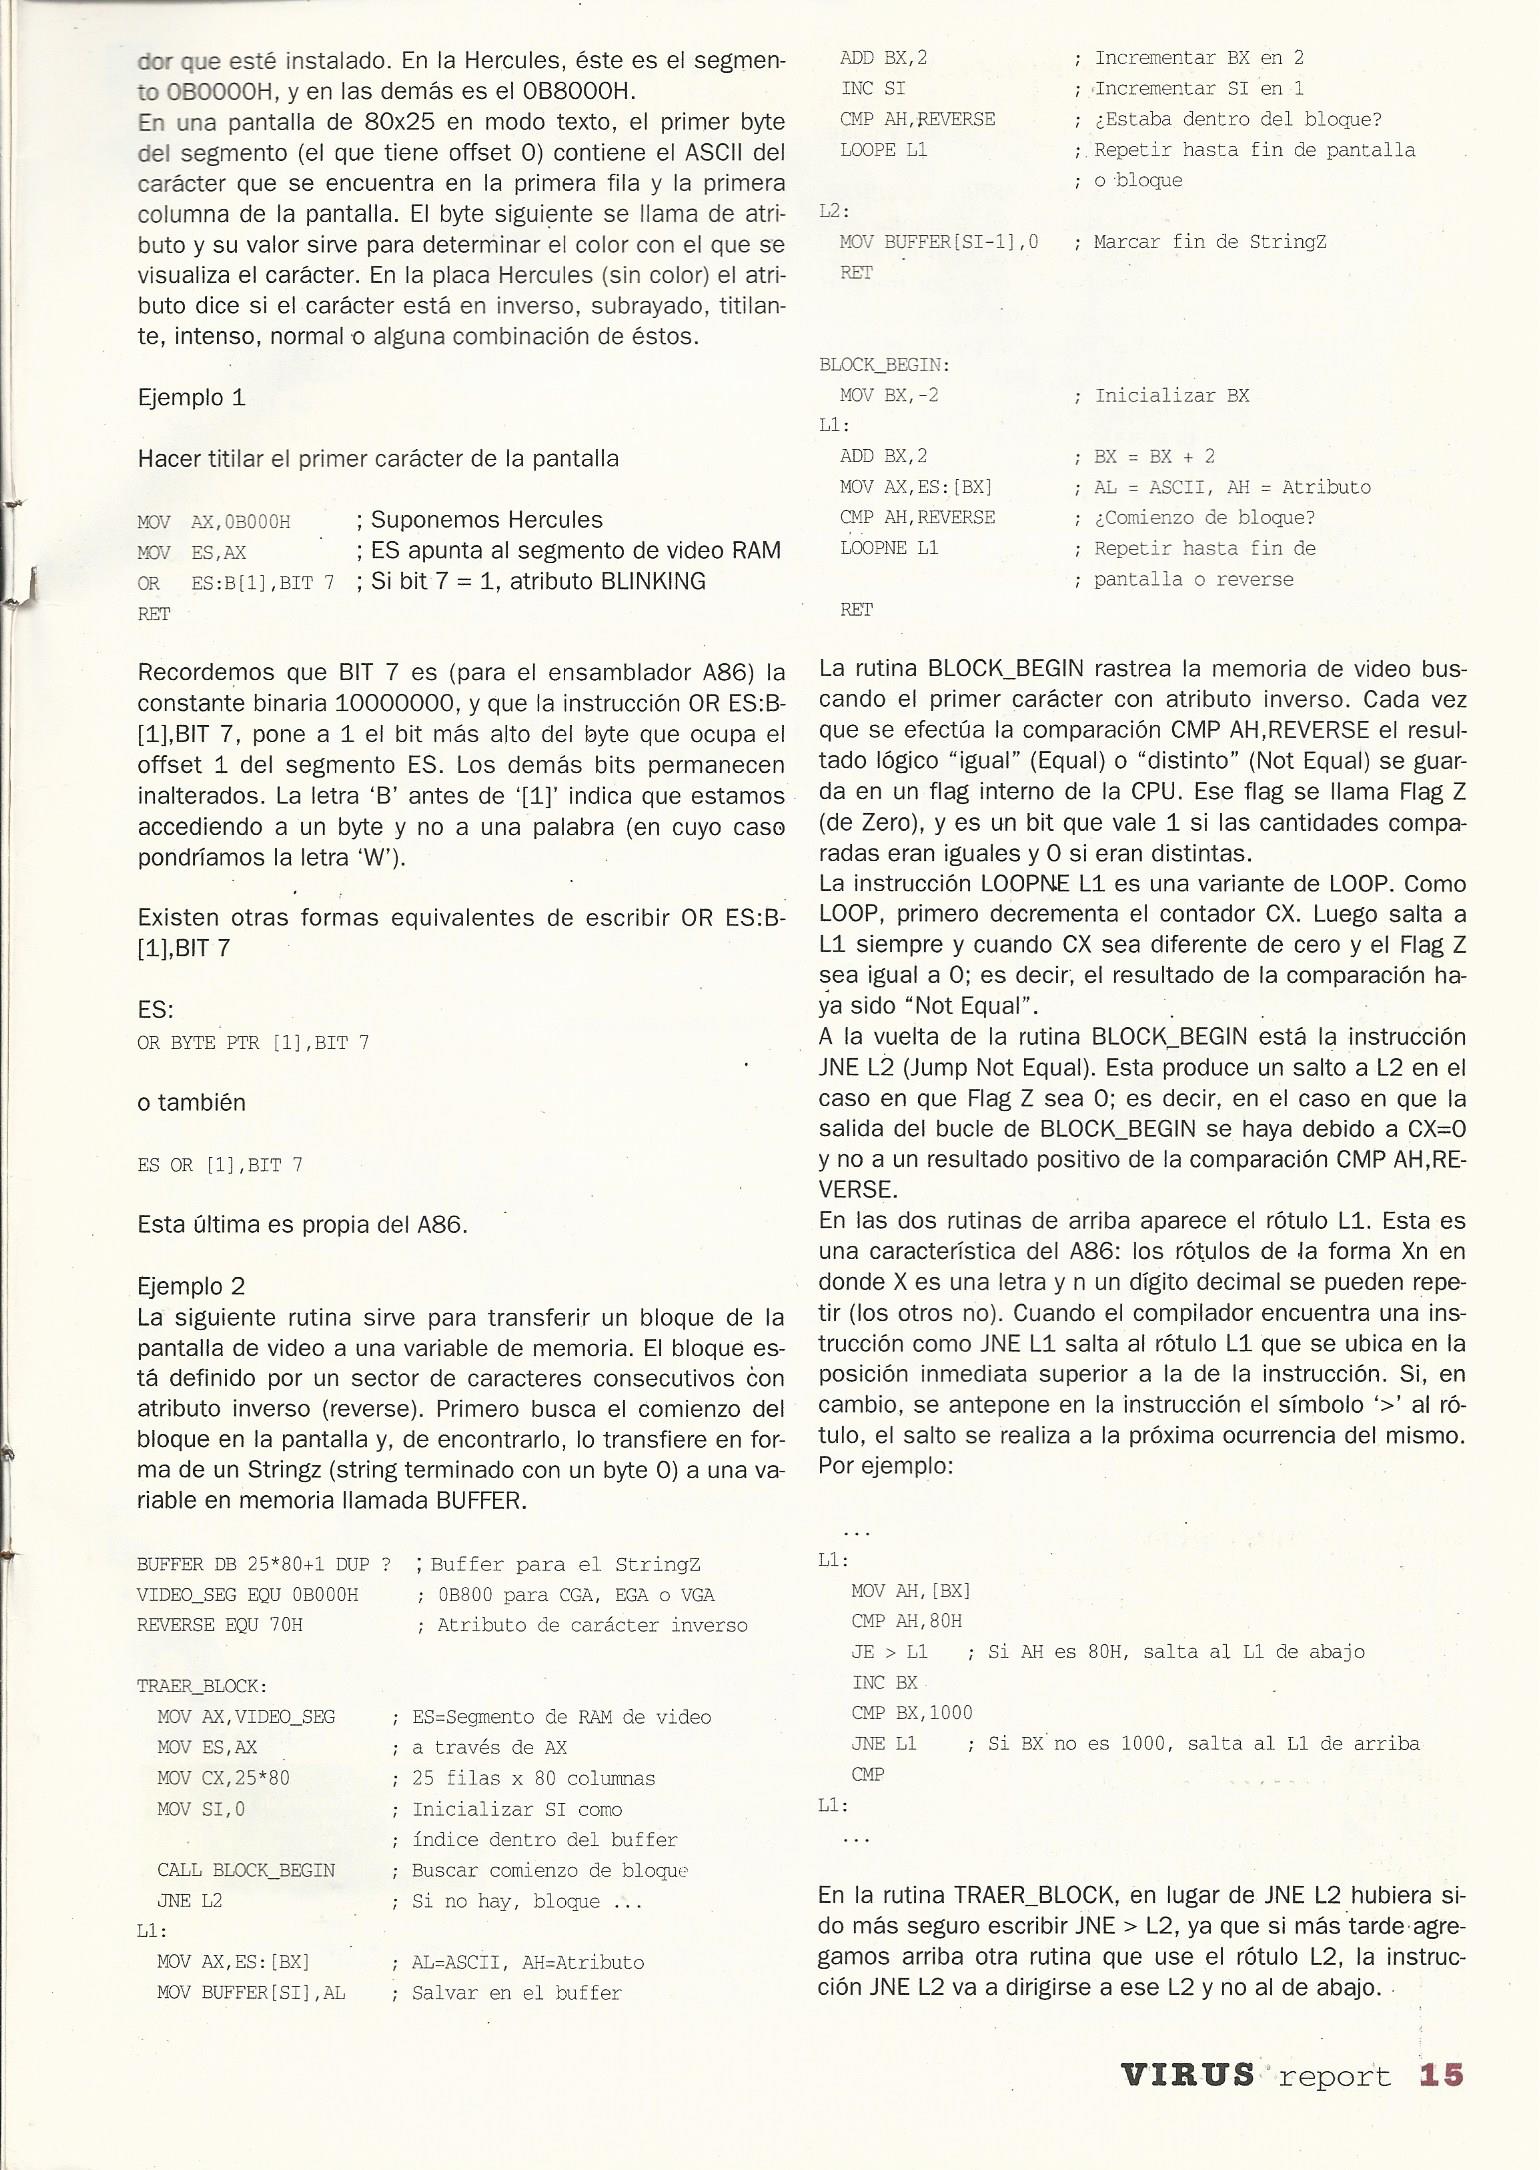 dor que esté instalado. En la Hercules, éste es el segmen-
to 0B0000H, y en las demás es el 0B8000H.
En una pantalla de 80x25 en modo texto, el primer byte
del segmento (el que tiene offset 0) contiene el ASCII del
carácter que se encuentra en la primera fila y la primera
columna de la pantalla. El byte siguiente se llama de atri-
buto y su valor sirve para determinar el color con el que se
visualiza el carácter. En la placa Hercules (sin color) el atri-
buto dice si el carácter está en inverso, subrayado, titilan-
te, intenso, normal o alguna combinación de éstos.
Ejemplo 1
Hacer titilar el primer carácter de la pantalla
MOV AX,0B000H ; Suponemos Hercules
MOV ES,AX ; ES apunta al segmento de video RAM
OR ES:B[1],BIT 7 ; Si bit 7 = 1, atributo BLINKING
RET
Recordemos que BIT 7 es (para el ensamblador A86) la
constante binaria 10000000, y que la instrucción OR ES:B-
[1],BIT 7, pone a 1 el bit más alto del byte que ocupa el
offset 1 del segmento ES. Los demás bits permanecen
inalterados. La letra ‘B’ antes de ‘[1]’ indica que estamos
accediendo a un byte y no a una palabra (en cuyo caso
pondríamos la letra ‘W’).
Existen otras formas equivalentes de escribir OR ES:B-
[1],BIT 7
ES:
OR BYTE PTR [1],BIT 7
o también
ES OR [1],BIT 7
Esta última es propia del A86.
Ejemplo 2
La siguiente rutina sirve para transferir un bloque de la
pantalla de video a una variable de memoria. El bloque es-
tá definido por un sector de caracteres consecutivos con
atributo inverso (reverse). Primero busca el comienzo del
bloque en la pantalla y, de encontrarlo, lo transfiere en for-
ma de un Stringz (string terminado con un byte 0) a una va-
riable en memoria llamada BUFFER.
BUFFER DB 25*80+1 DUP ? ; Buffer para el StringZ
VIDEO_SEG EQU 0B000H ; 0B800 para CGA, EGA o VGA
REVERSE EQU 70H ; Atributo de carácter inverso
TRAER_BLOCK:
MOV AX,VIDEO_SEG ; ES=Segmento de RAM de video
MOV ES,AX ; a través de AX
MOV CX,25*80 ; 25 filas x 80 columnas
MOV SI,0 ; Inicializar SI como
; índice dentro del buffer
CALL BLOCK_BEGIN ; Buscar comienzo de bloque
JNE L2 ; Si no hay, bloque ...
L1:
MOV AX,ES:[BX] ; AL=ASCII, AH=Atributo
MOV BUFFER[SI],AL ; Salvar en el buffer
ADD BX,2 ; Incrementar BX en 2
INC SI ; Incrementar SI en 1
CMP AH,REVERSE ; ¿Estaba dentro del bloque?
LOOPE L1 ; Repetir hasta fin de pantalla
; o bloque
L2:
MOV BUFFER[SI-1],0 ; Marcar fin de StringZ
RET
BLOCK_BEGIN:
MOV BX,-2 ; Inicializar BX
L1:
ADD BX,2 ; BX = BX + 2
MOV AX,ES:[BX] ; AL = ASCII, AH = Atributo
CMP AH,REVERSE ; ¿Comienzo de bloque?
LOOPNE L1 ; Repetir hasta fin de
; pantalla o reverse
RET
La rutina BLOCK_BEGIN rastrea la memoria de video bus-
cando el primer carácter con atributo inverso. Cada vez
que se efectúa la comparación CMP AH,REVERSE el resul-
tado lógico “igual” (Equal) o “distinto” (Not Equal) se guar-
da en un flag interno de la CPU. Ese flag se llama Flag Z
(de Zero), y es un bit que vale 1 si las cantidades compa-
radas eran iguales y 0 si eran distintas.
La instrucción LOOPNE L1 es una variante de LOOP. Como
LOOP, primero decrementa el contador CX. Luego salta a
L1 siempre y cuando CX sea diferente de cero y el Flag Z
sea igual a 0; es decir, el resultado de la comparación ha-
ya sido “Not Equal”.
A la vuelta de la rutina BLOCK_BEGIN está la instrucción
JNE L2 (Jump Not Equal). Esta produce un salto a L2 en el
caso en que Flag Z sea 0; es decir, en el caso en que la
salida del bucle de BLOCK_BEGIN se haya debido a CX=0
y no a un resultado positivo de la comparación CMP AH,RE-
VERSE.
En las dos rutinas de arriba aparece el rótulo L1. Esta es
una característica del A86: los rótulos de la forma Xn en
donde X es una letra y n un dígito decimal se pueden repe-
tir (los otros no). Cuando el compilador encuentra una ins-
trucción como JNE L1 salta al rótulo L1 que se ubica en la
posición inmediata superior a la de la instrucción. Si, en
cambio, se antepone en la instrucción el símbolo ‘>’ al ró-
tulo, el salto se realiza a la próxima ocurrencia del mismo.
Por ejemplo:
...
L1:
MOV AH,[BX]
CMP AH,80H
JE > L1 ; Si AH es 80H, salta al L1 de abajo
INC BX
CMP BX,1000
JNE L1 ; Si BX no es 1000, salta al L1 de arriba
CMP
L1:
...
En la rutina TRAER_BLOCK, en lugar de JNE L2 hubiera si-
do más seguro escribir JNE > L2, ya que si más tarde agre-
gamos arriba otra rutina que use el rótulo L2, la instruc-
ción JNE L2 va a dirigirse a ese L2 y no al de abajo.
VIRUS report 15